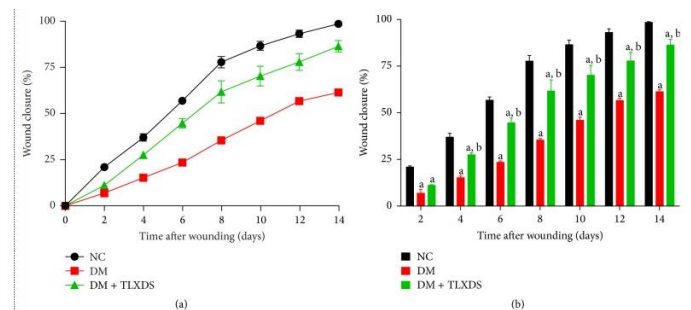 100
75
50
25
0
Wound closure (%)
0 2 4 6 8 10 12 14
Time after wounding (days)
NC
DM
DM + TLXDS
(a)
100
75
50
25
0
Wound closure (%)
a a
a a, b
a a, b
a a, b
a a, b
a a, b
a a, b
2 4 6 8 10 12 14
Time after wounding (days)
NC
DM
DM + TLXDS
(b)